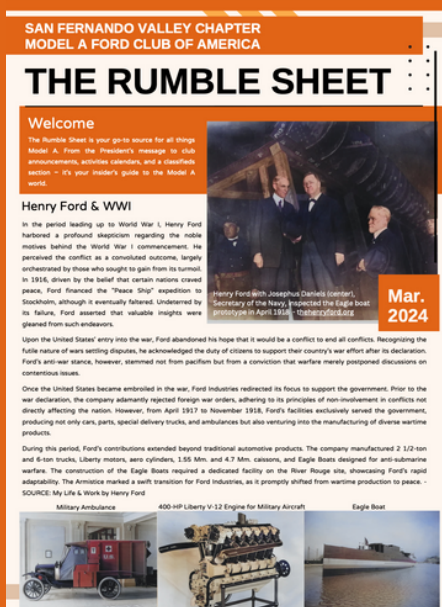 SAN FERNANDO VALLEY CHAPTER
MODEL A FORD CLUB OF AMERICA
THE RUMBLE SHEET
Welcome
The Rumble Sheet is your go-to source for all things
Model A. From the President's message to club
announcements, activities calendars, and a classifieds
section – it's your insider's guide to the Model A
world.
Henry Ford & WWI
In the period leading up to World War I, Henry Ford
harbored a profound skepticism regarding the noble
motives behind the World War I commencement. He
perceived the conflict as a convoluted outcome, largely
orchestrated by those who sought to gain from its turmoil.
In 1916, driven by the belief that certain nations craved
peace, Ford financed the "Peace Ship" expedition to
Stockholm, although it eventually faltered. Undeterred by
its failure, Ford asserted that valuable insights were
gleaned from such endeavors.
Henry Ford with Josephus Daniels (center),
Secretary of the Navy, inspected the Eagle boat
prototype in April 1918 - thehenryford.org
Mar.
2024
Upon the United States' entry into the war, Ford abandoned his hope that it would be a conflict to end all conflicts. Recognizing the
futile nature of wars settling disputes, he acknowledged the duty of citizens to support their country's war effort after its declaration.
Ford's anti-war stance, however, stemmed not from pacifism but from a conviction that warfare merely postponed discussions on
contentious issues.
Once the United States became embroiled in the war, Ford Industries redirected its focus to support the government. Prior to the
war declaration, the company adamantly rejected foreign war orders, adhering to its principles of non-involvement in conflicts not
directly affecting the nation. However, from April 1917 to November 1918, Ford's facilities exclusively served the government,
producing not only cars, parts, special delivery trucks, and ambulances but also venturing into the manufacturing of diverse wartime
products.
During this period, Ford's contributions extended beyond traditional automotive products. The company manufactured 2 1/2-ton
and 6-ton trucks, Liberty motors, aero cylinders, 1.55 Mm. and 4.7 Mm. caissons, and Eagle Boats designed for anti-submarine
warfare. The construction of the Eagle Boats required a dedicated facility on the River Rouge site, showcasing Ford's rapid
adaptability. The Armistice marked a swift transition for Ford Industries, as it promptly shifted from wartime production to peace. -
SOURCE: My Life & Work by Henry Ford
Military Ambulance
400-HP Liberty V-12 Engine for Military Aircraft
Eagle Boat